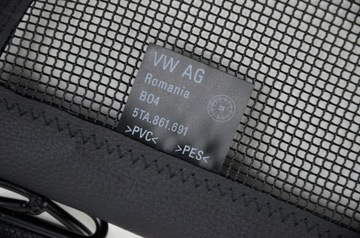 VW AG
Romania
B04
5TA.861.691
>PVC< >PES<